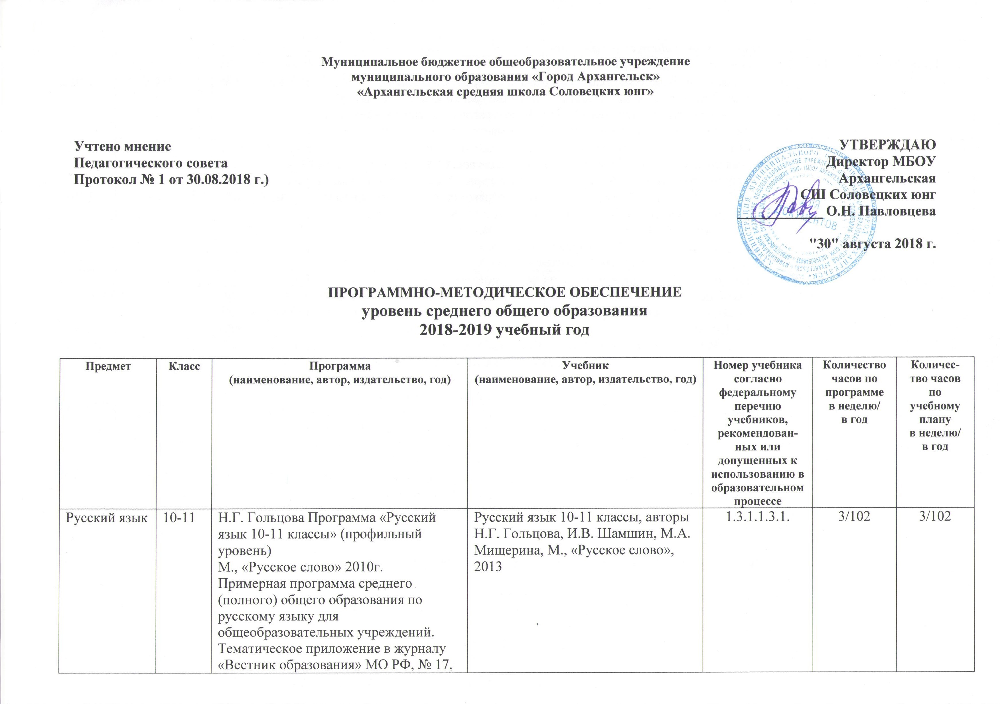 Муниципальное бюджетное общеобразовательное учреждение
муниципального образования «Город Архангельск»
«Архангельская средняя школа Соловецких юнг»
Учтено мнение
Педагогического совета
Протокол № 1 от 30.08.2018 г.)
УТВЕРЖДАЮ
Директор МБОУ
Архангельская
СШ Соловецких юнг
О.Н. Павловцева
"30" августа 2018 г.
ДОКУМЕНТОВ
ПРОГРАММНО-МЕТОДИЧЕСКОЕ ОБЕСПЕЧЕНИЕ
уровень среднего общего образования
2018-2019 учебный год
Предмет
Класс
Программа
(наименование, автор, издательство, год)
Учебник
(наименование, автор, издательство, год)
Номер учебника
согласно
федеральному
перечню
учебников,
рекомендован-
ных или
допущенных к
использованию в
образовательном
процессе
Количество
часов по
программе
в неделю/
в год
Количес-
тво часов
по
учебному
плану
в неделю/
в год
Русский язык
10-11
Н.Г. Гольцова Программа «Русский
язык 10-11 классы» (профильный
уровень)
М., «Русское слово» 2010г.
Примерная программа среднего
(полного) общего образования по
русскому языку для
общеобразовательных учреждений.
Тематическое приложение в журналу
«Вестник образования» МО РФ, № 17,
Русский язык 10-11 классы, авторы
Н.Г. Гольцова, И.В. Шамшин, М.А.
Мищерина, М., «Русское слово»,
2013
1.3.1.1.3.1.
3/102
3/102